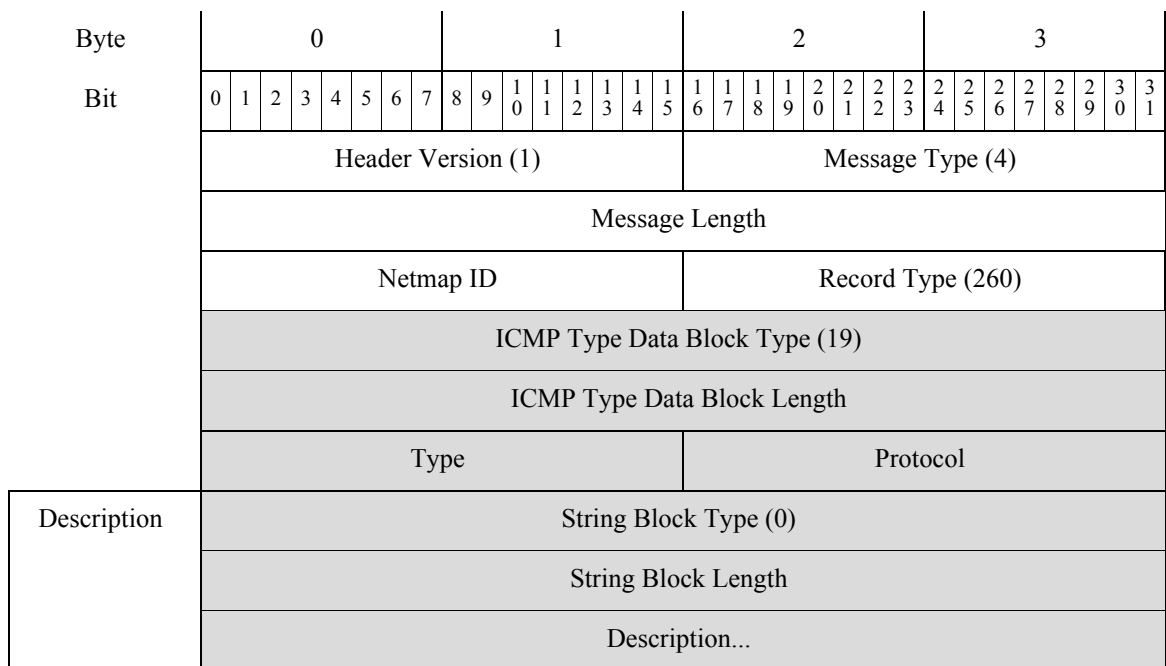 Byte 0 1 2 3
Bit 0 1 2 3 4 5 6 7 8 9 10 11 12 13 14 15 16 17 18 19 20 21 22 23 24 25 26 27 28 29 30 31
Header Version (1) Message Type (4)
Message Length
Netmap ID Record Type (260)
ICMP Type Data Block Type (19)
ICMP Type Data Block Length
Type Protocol
Description String Block Type (0)
String Block Length
Description...